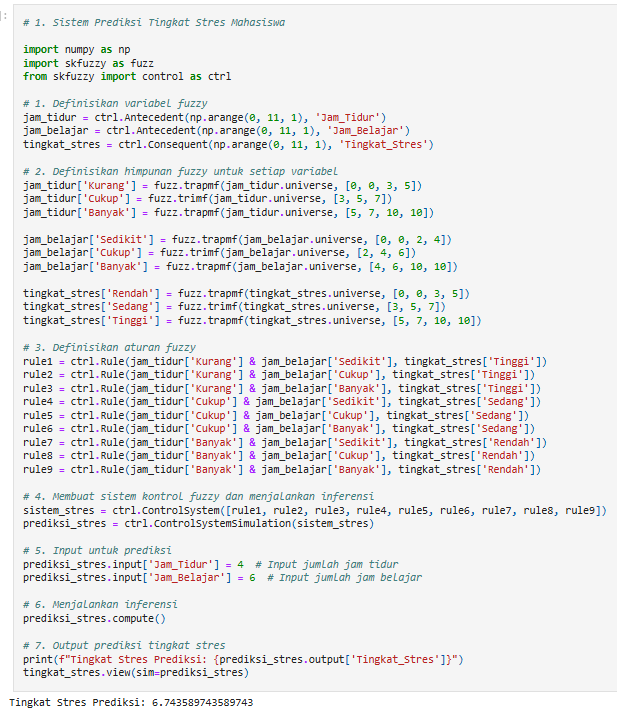 ]:
# 1. Sistem Prediksi Tingkat Stres Mahasiswa
import numpy as np
import skfuzzy as fuzz
from skfuzzy import control as ctrl
# 1. Definisikan variabel fuzzy
jam_tidur = ctrl.Antecedent(np.arange(0, 11, 1), 'Jam_Tidur')
jam_belajar = ctrl.Antecedent(np.arange(0, 11, 1), 'Jam_Belajar')
tingkat_stres = ctrl.Consequent(np.arange(0, 11, 1), 'Tingkat_Stres')
# 2. Definisikan himpunan fuzzy untuk setiap variabel
jam_tidur['Kurang'] = fuzz.trapmf(jam_tidur.universe, [0, 0, 3, 5])
jam_tidur['Cukup'] = fuzz.trimf(jam_tidur.universe, [3, 5, 7])
jam_tidur['Banyak'] = fuzz.trapmf(jam_tidur.universe, [5, 7, 10, 10])
jam_belajar['Sedikit'] = fuzz.trapmf(jam_belajar.universe, [0, 0, 2, 4])
jam_belajar['Cukup'] = fuzz.trimf(jam_belajar.universe, [2, 4, 6])
jam_belajar['Banyak'] = fuzz.trapmf(jam_belajar.universe, [4, 6, 10, 10])
tingkat_stres['Rendah'] = fuzz.trapmf(tingkat_stres.universe, [0, 0, 3, 5])
tingkat_stres['Sedang'] = fuzz.trimf(tingkat_stres.universe, [3, 5, 7])
tingkat_stres['Tinggi'] = fuzz.trapmf(tingkat_stres.universe, [5, 7, 10, 10])
# 3. Definisikan aturan fuzzy
rule1 = ctrl.Rule(jam_tidur['Kurang'] & jam_belajar['Sedikit'], tingkat_stres['Tinggi'])
rule2 = ctrl.Rule(jam_tidur['Kurang'] & jam_belajar['Cukup'], tingkat_stres['Tinggi'])
rule3 = ctrl.Rule(jam_tidur['Kurang'] & jam_belajar['Banyak'], tingkat_stres['Tinggi'])
rule4 = ctrl.Rule(jam_tidur['Cukup'] & jam_belajar['Sedikit'], tingkat_stres['Sedang'])
rule5 = ctrl.Rule(jam_tidur['Cukup'] & jam_belajar['Cukup'], tingkat_stres['Sedang'])
rule6 = ctrl.Rule(jam_tidur['Cukup'] & jam_belajar['Banyak'], tingkat_stres['Sedang'])
rule7 = ctrl.Rule(jam_tidur['Banyak'] & jam_belajar['Sedikit'], tingkat_stres['Rendah'])
rule8 = ctrl.Rule(jam_tidur['Banyak'] & jam_belajar['Cukup'], tingkat_stres['Rendah'])
rule9 = ctrl.Rule(jam_tidur['Banyak'] & jam_belajar['Banyak'], tingkat_stres['Rendah'])
# 4. Membuat sistem kontrol fuzzy dan menjalankan inferensi
sistem_stres = ctrl.ControlSystem([rule1, rule2, rule3, rule4, rule5, rule6, rule7, rule8, rule9])
prediksi_stres = ctrl.ControlSystemSimulation(sistem_stres)
# 5. Input untuk prediksi
prediksi_stres.input['Jam_Tidur'] = 4  # Input jumlah jam tidur
prediksi_stres.input['Jam_Belajar'] = 6  # Input jumlah jam belajar
# 6. Menjalankan inferensi
prediksi_stres.compute()
# 7. Output prediksi tingkat stres
print(f"Tingkat Stres Prediksi: {prediksi_stres.output['Tingkat_Stres']}")
tingkat_stres.view(sim=prediksi_stres)
Tingkat Stres Prediksi: 6.743589743589743